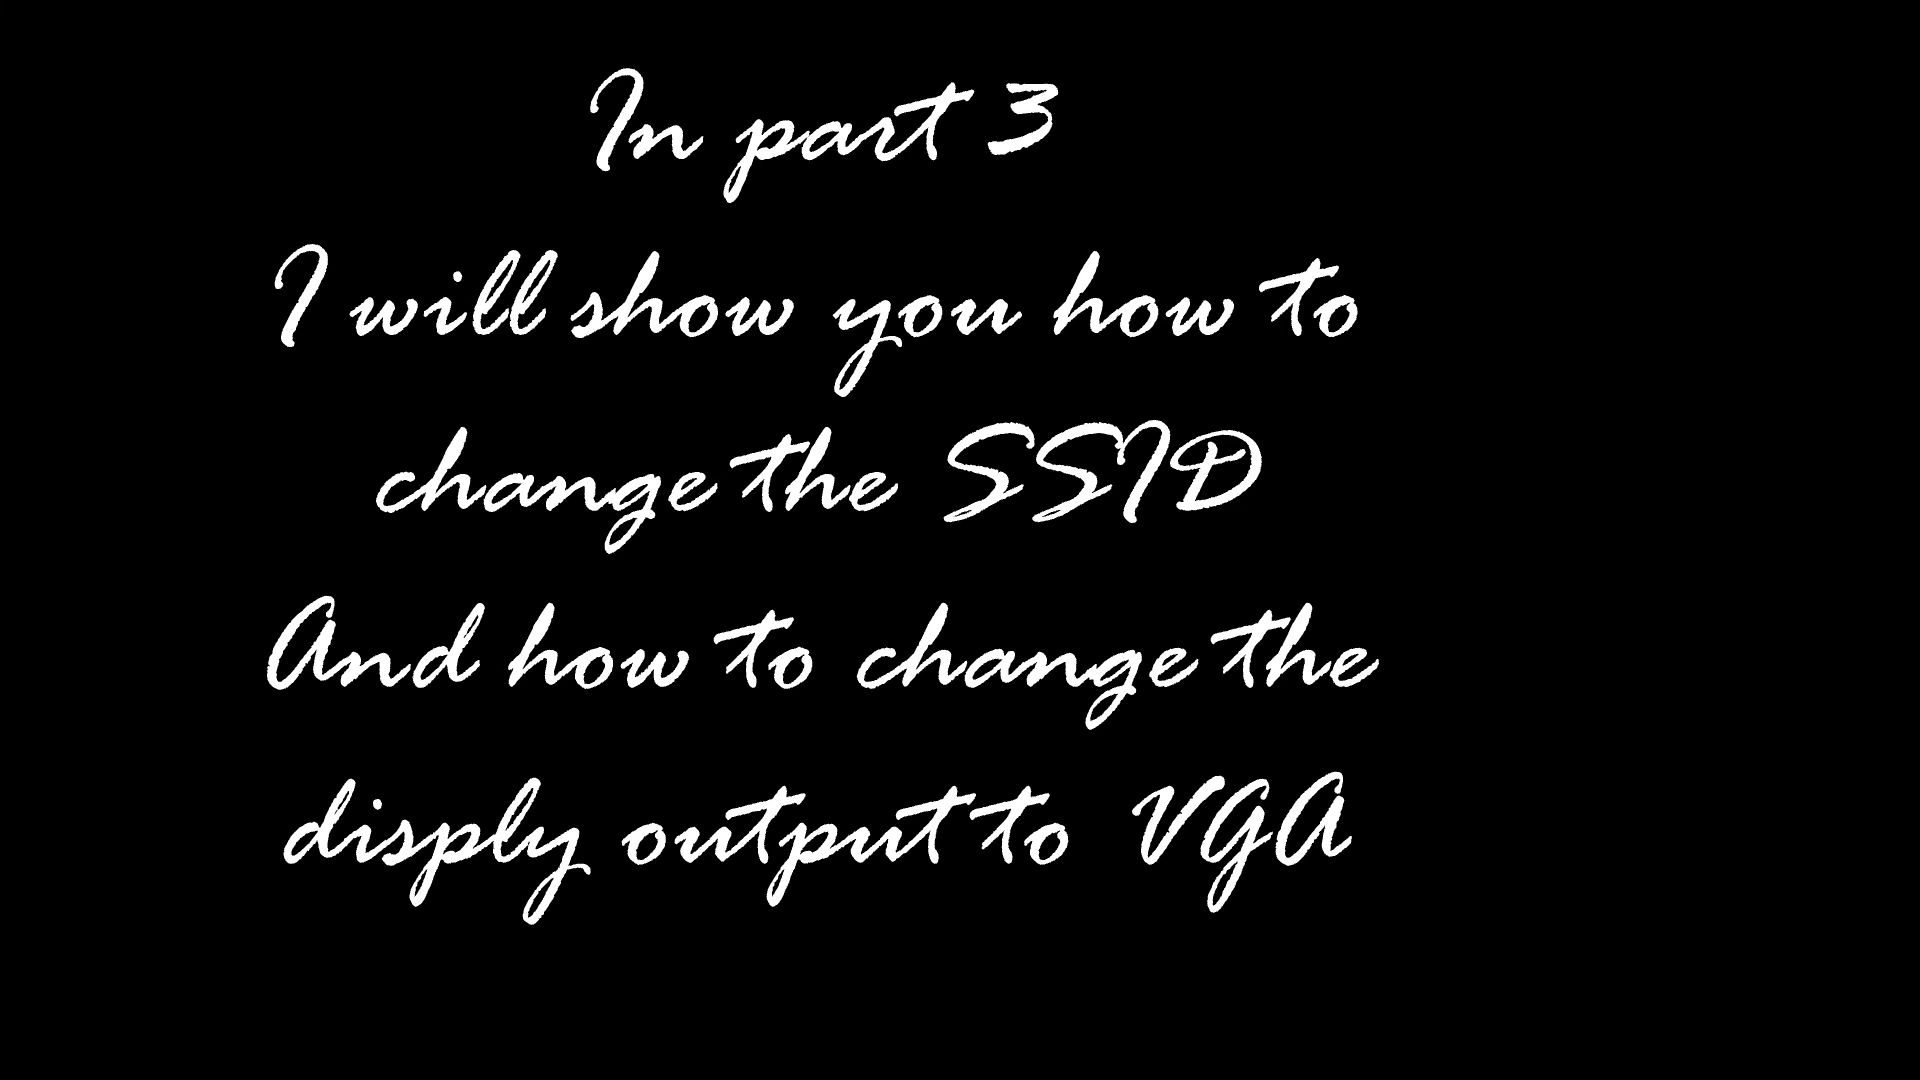 In part 3
I will show you how to
change the SSID
And how to change the
disply output to VGA